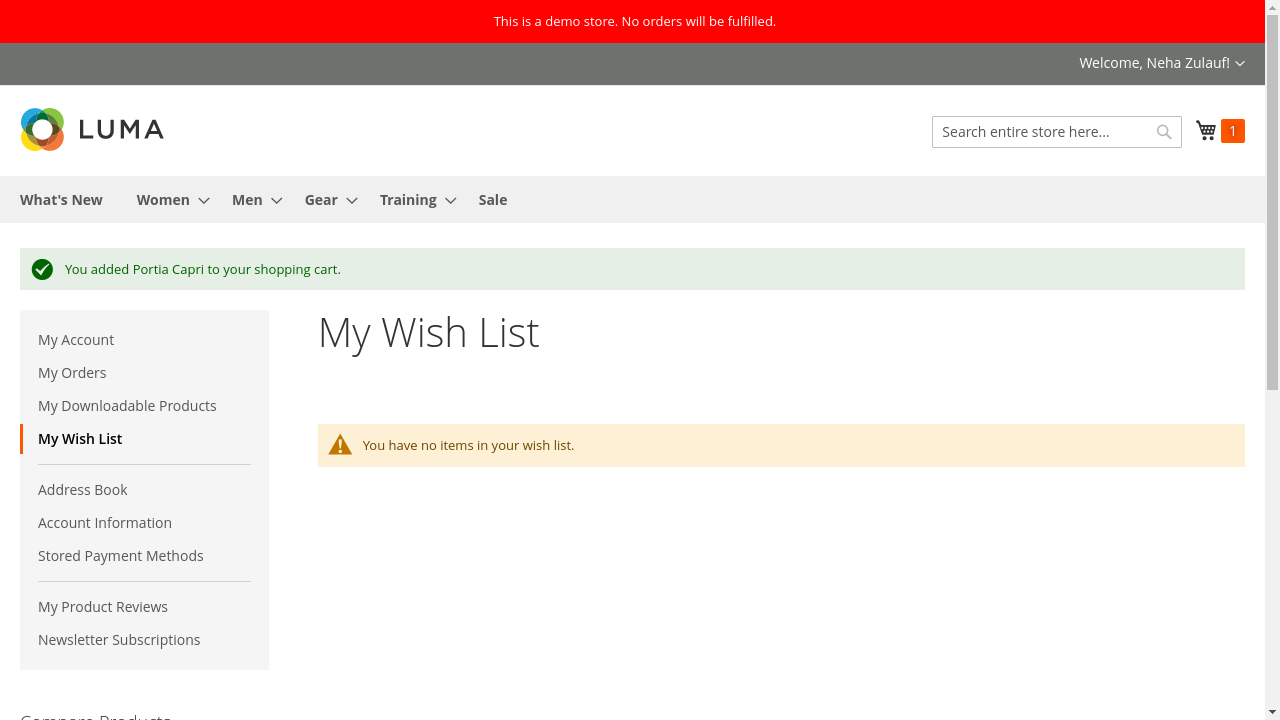 This is a demo store. No orders will be fulfilled.
Welcome, Neha Zulauf!
LUMA
Search entire store here...
1
What's New
Women
Men
Gear
Training
Sale
You added Portia Capri to your shopping cart.
My Account
My Orders
My Downloadable Products
My Wish List
Address Book
Account Information
Stored Payment Methods
My Product Reviews
Newsletter Subscriptions
My Wish List
You have no items in your wish list.
Compare Products